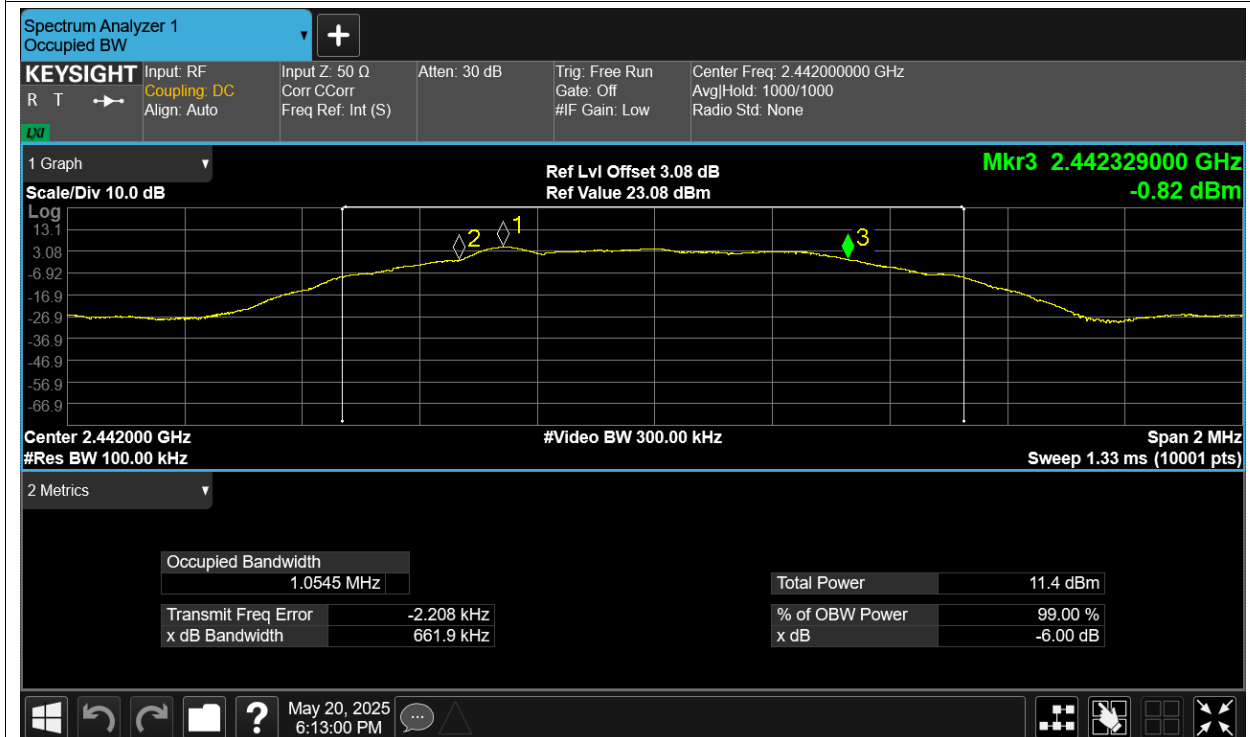 Spectrum Analyzer 1
Occupied BW
▼
+
KEYSIGHT
R T
LXI
Input: RF
Coupling: DC
Align: Auto
Input Z: 50 Ω
Corr CCorr
Freq Ref: Int (S)
Atten: 30 dB
Trig: Free Run
Gate: Off
#IF Gain: Low
Center Freq: 2.442000000 GHz
Avg|Hold: 1000/1000
Radio Std: None
1 Graph ▼
Scale/Div 10.0 dB
Ref Lvl Offset 3.08 dB
Ref Value 23.08 dBm
Mkr3 2.442329000 GHz
-0.82 dBm
Log
13.1
3.08
-6.92
-16.9
-26.9
-36.9
-46.9
-56.9
-66.9
2
1
3
Center 2.442000 GHz
#Res BW 100.00 kHz
#Video BW 300.00 kHz
Span 2 MHz
Sweep 1.33 ms (10001 pts)
2 Metrics ▼
Occupied Bandwidth
1.0545 MHz
Transmit Freq Error -2.208 kHz
x dB Bandwidth 661.9 kHz
Total Power 11.4 dBm
% of OBW Power 99.00 %
x dB -6.00 dB
?
May 20, 2025
6:13:00 PM